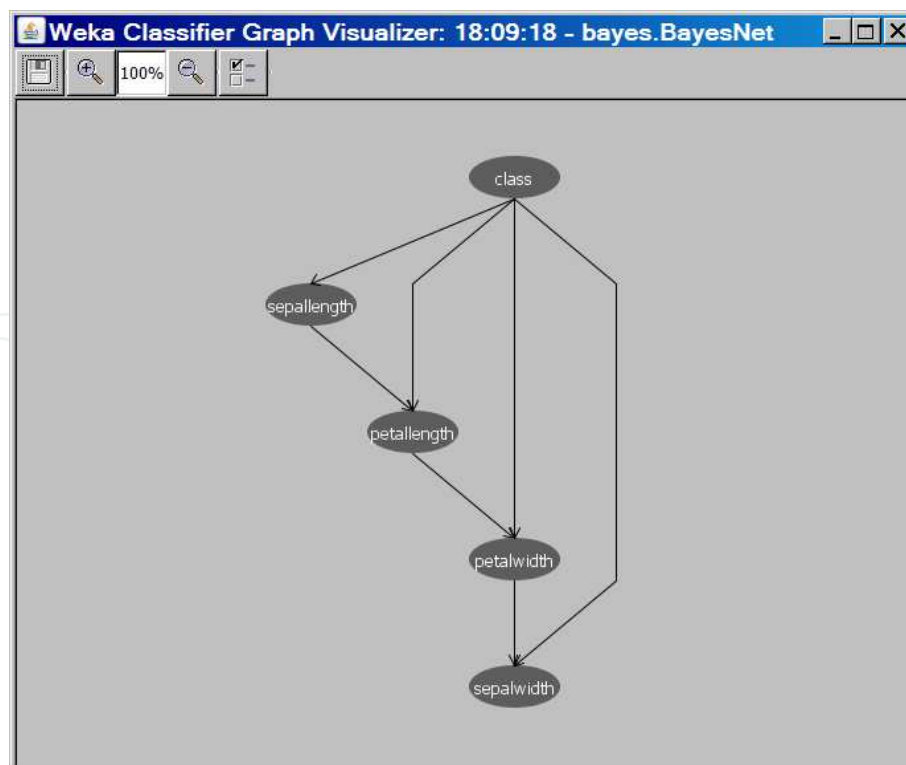 Weka Classifier Graph Visualizer: 18:09:18 - bayes.BayesNet
100%
class
sepallength
petallength
petalwidth
sepalwidth